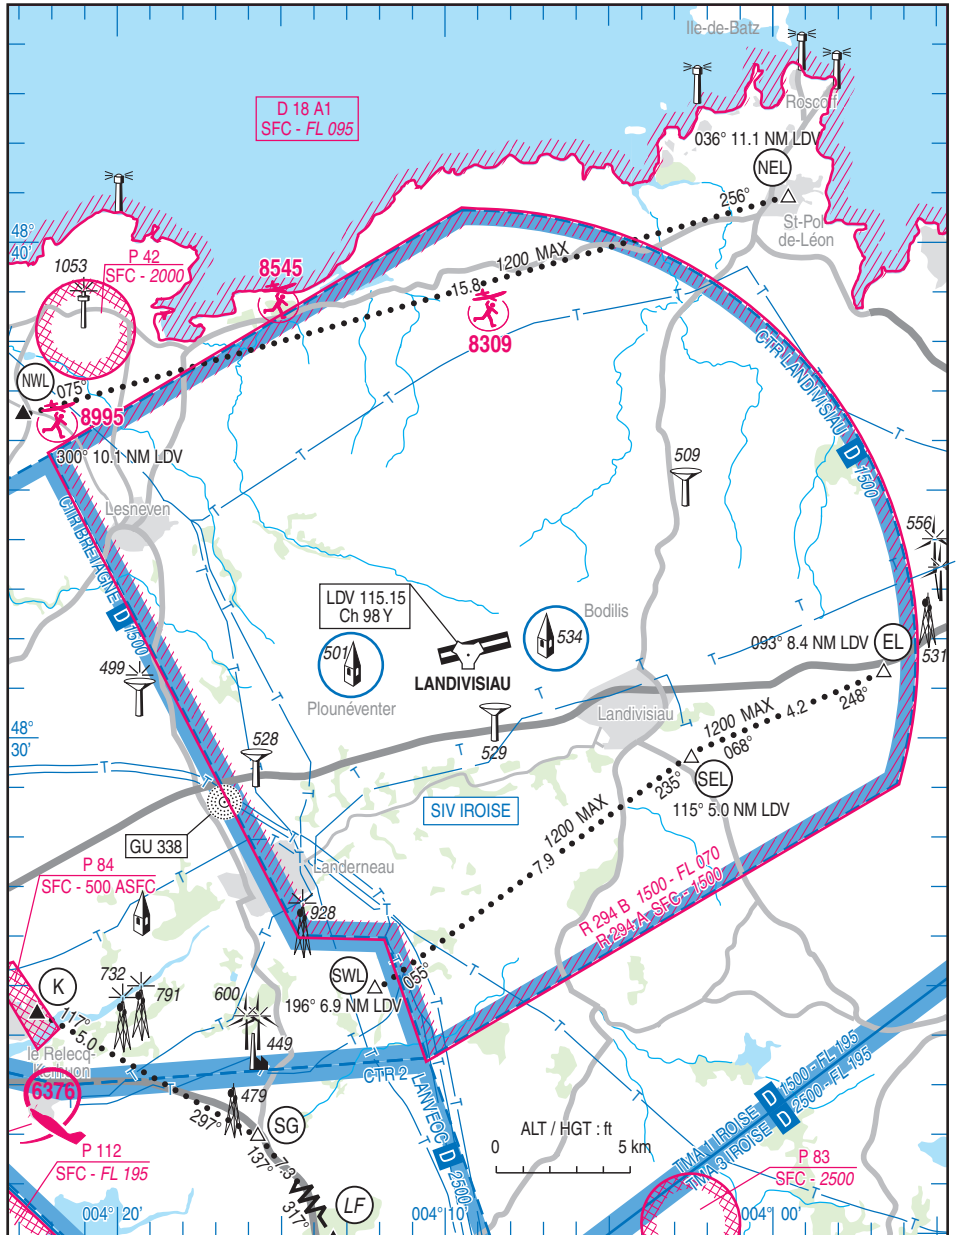 Ile-de-Batz
D 18 A1
SFC - FL 095
Roscoff
036° 11.1 NM LDV
NEL
256°
St-Pol
de-Léon
48°
40'
P 42
SFC - 2000
1053
8545
1200 MAX
15.8
8309
NWL
075°
8995
300° 10.1 NM LDV
CTR LANDIVISIAU
D 1500
509
Lesneven
CTR BRETAGNE
D 1500
556
LDV 115.15
Ch 98 Y
Bodilis
534
501
093° 8.4 NM LDV
EL
531
499
LANDIVISIAU
Plounéventer
248°
4.2
1200 MAX
068°
Landivisiau
48°
30'
528
529
SEL
235°
115° 5.0 NM LDV
SIV IROISE
1200 MAX
7.9
GU 338
P 84
SFC - 500 ASFC
Landerneau
R 294 B 1500 - FL 070
R 294 A SFC - 1500
928
SWL
055°
196° 6.9 NM LDV
K
732
791
600
117°
5.0
449
le Relecq-
Kerhuon
CTR 2
LANVEOC
D 2500
6376
479
297°
SG
137°
7.3
317°
LF
P 112
SFC - FL 195
ALT / HGT : ft
0
5 km
TMA 1 IROISE D 1500 - FL 195
TMA 3 IROISE D 2500 - FL 195
P 83
SFC - 2500
004° 20'
004° 10'
004° 00'